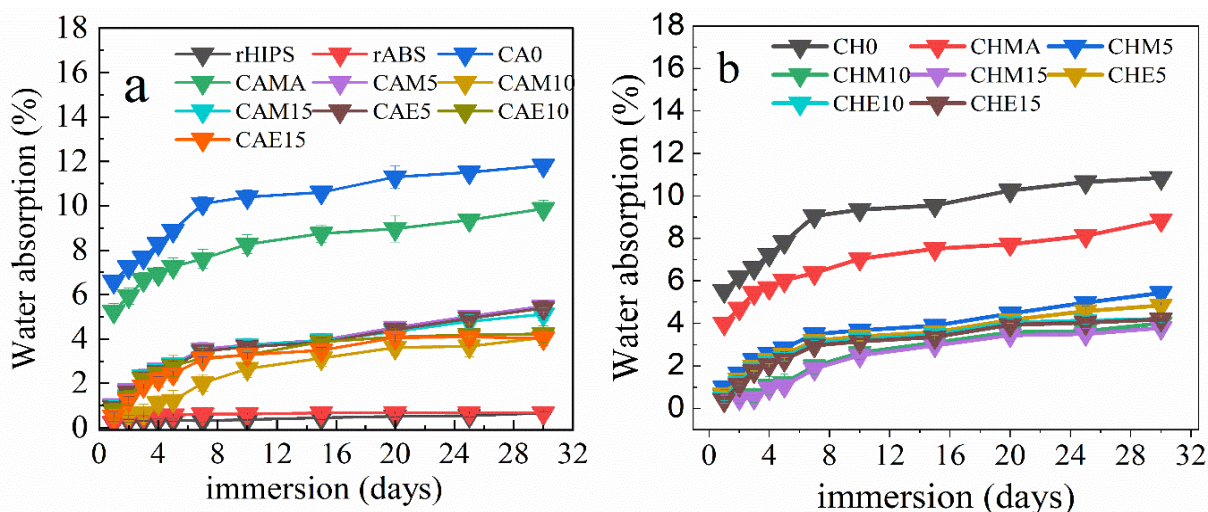 a
rHIPS rABS CA0
CAMA CAM5 CAM10
CAM15 CAE5 CAE10
CAE15
Water absorption (%)
18
16
14
12
10
8
6
4
2
0
0 4 8 12 16 20 24 28 32
immersion (days)
b
CH0 CHMA CHM5
CHM10 CHM15 CHE5
CHE10 CHE15
Water absorption (%)
18
16
14
12
10
8
6
4
2
0
0 4 8 12 16 20 24 28 32
immersion (days)